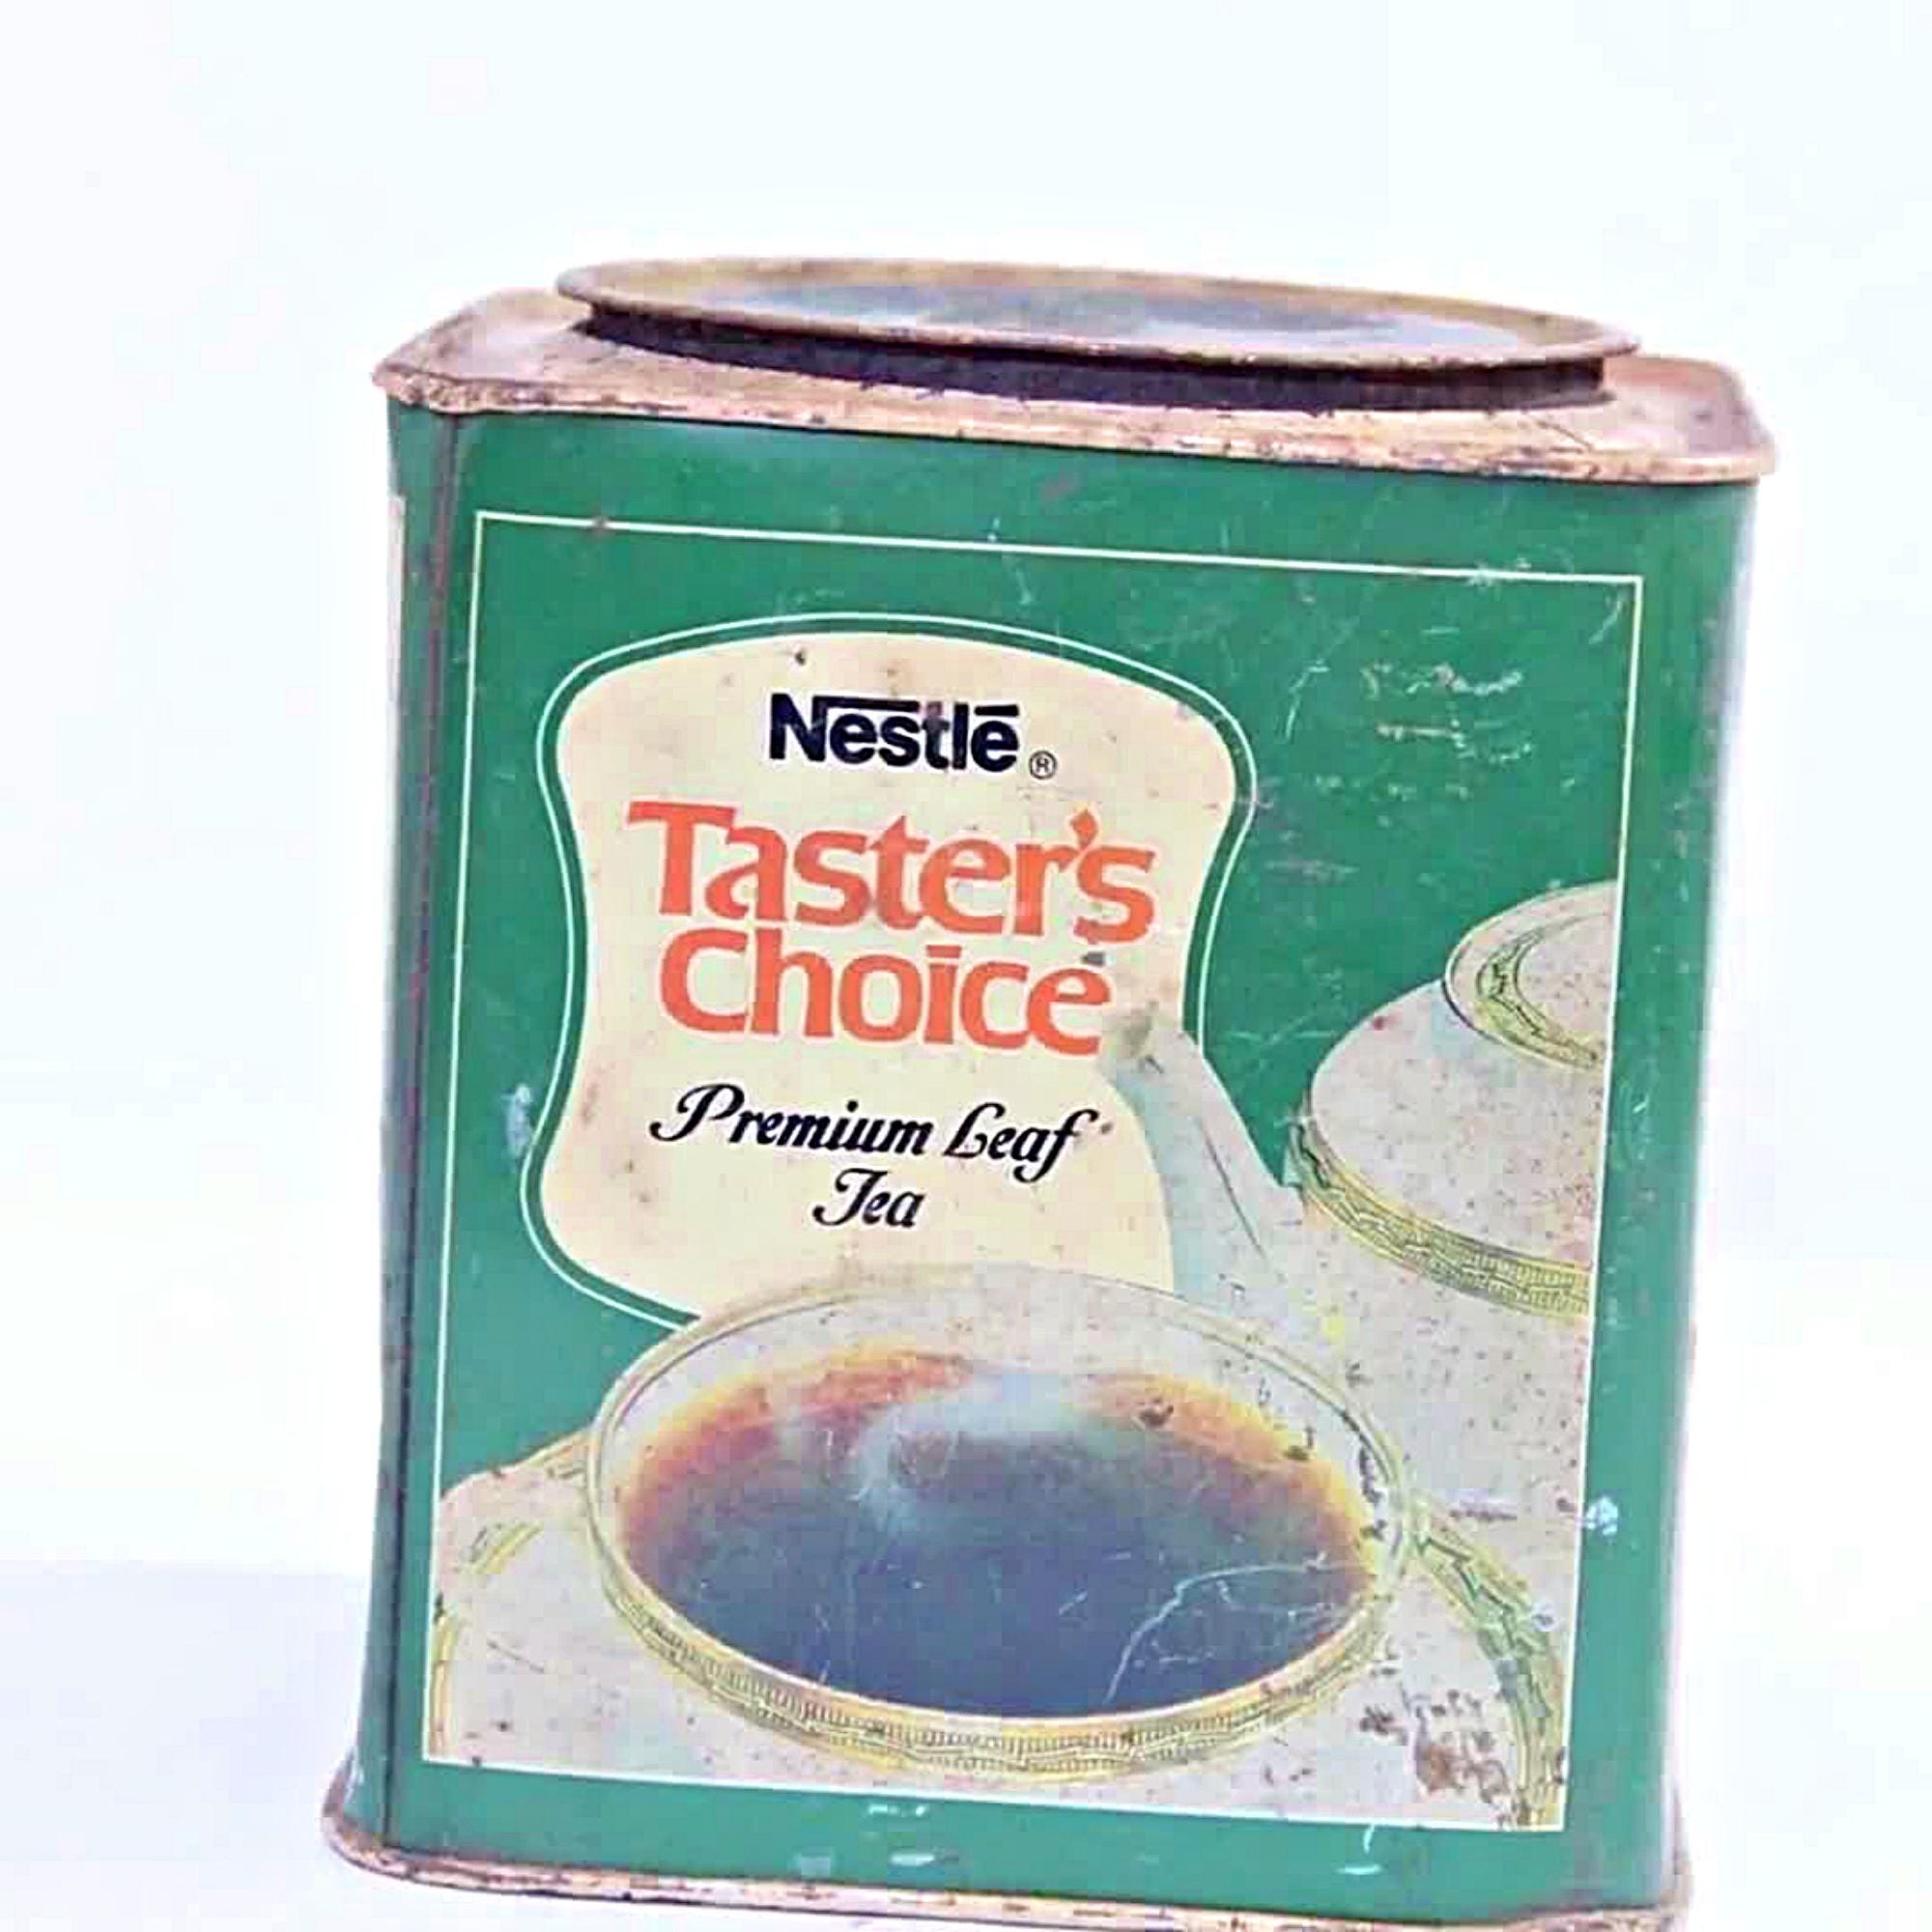 Nestlé ®
Taster's
Choice
Premium Leaf
Tea